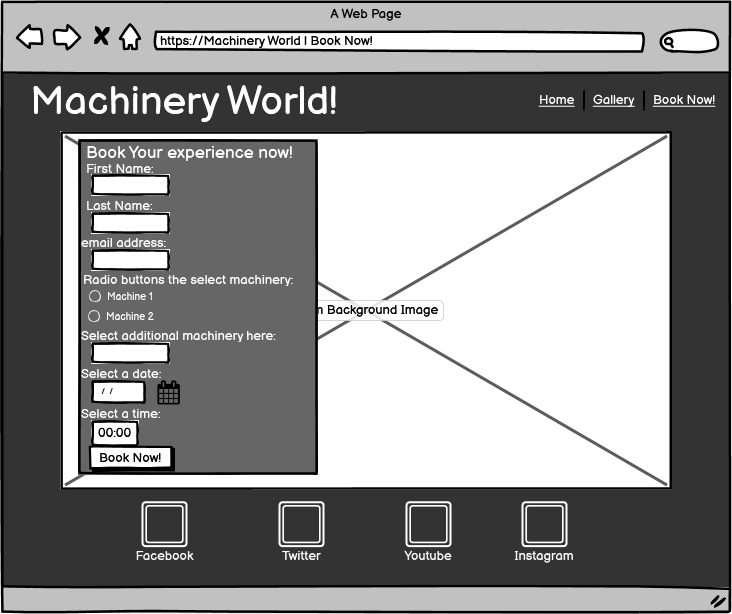 A Web Page
https://Machinery World | Book Now!
Machinery World!
Home
Gallery
Book Now!
Book Your experience now!
First Name:
Last Name:
email address:
Radio buttons the select machinery:
Machine 1
Machine 2
Background Image
Select additional machinery here:
Select a date:
/ /
Select a time:
00:00
Book Now!
Facebook
Twitter
Youtube
Instagram